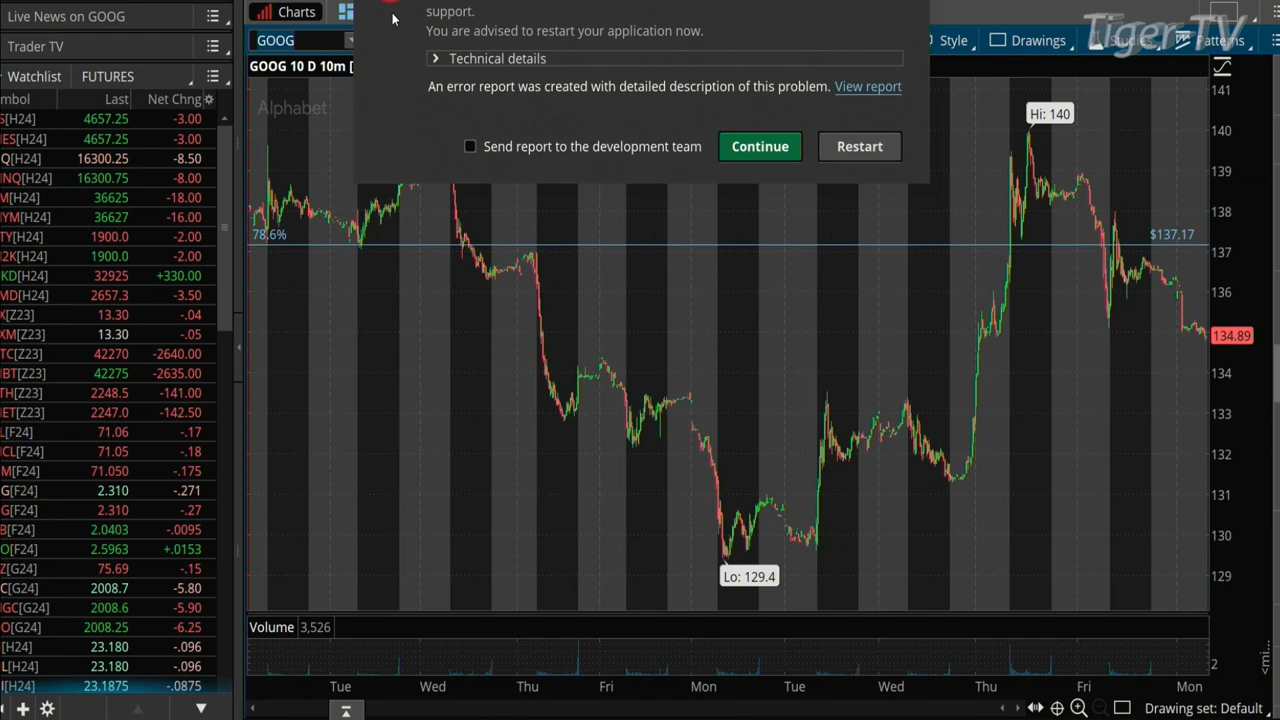 Live News on GOOG
Trader TV
Watchlist FUTURES
mbol Last Net Chng
S[H24] 4657.25 -3.00
ES[H24] 4657.25 -3.00
Q[H24] 16300.25 -8.50
NQ[H24] 16300.75 -8.00
M[H24] 36625 -18.00
YM[H24] 36627 -16.00
TY[H24] 1900.0 -2.00
2K[H24] 1900.0 -2.00
KD[H24] 32925 +330.00
MD[H24] 2657.3 -3.50
X[Z23] 13.30 -.04
XM[Z23] 13.30 -.05
TC[Z23] 42270 -2640.00
IBT[Z23] 42275 -2635.00
TH[Z23] 2248.5 -141.00
IET[Z23] 2247.0 -142.50
L[F24] 71.06 -.17
ICL[F24] 71.05 -.18
M[F24] 71.050 -.175
G[F24] 2.310 -.271
G[F24] 2.310 -.27
B[F24] 2.0403 -.0095
O[F24] 2.5963 +.0153
Z[F24] 75.69 -.15
C[G24] 2008.7 -5.80
IGC[G24] 2008.6 -5.90
O[G24] 2008.25 -6.25
[H24] 23.180 -.096
L[H24] 23.180 -.096
I[H24] 23.1875 -.0875
Charts
GOOG
Style Drawings Studies Patterns
Tiger TV
GOOG 10 D 10m [
Alphabet
support.
You are advised to restart your application now.
Technical details
An error report was created with detailed description of this problem. View report
Send report to the development team Continue Restart
Hi: 140
78.6% $137.17
Lo: 129.4
141
140
139
138
137
136
134.89
134
133
132
131
130
129
Volume 3,526
2
<mi...
Tue Wed Thu Fri Mon Tue Wed Thu Fri Mon
Drawing set: Default